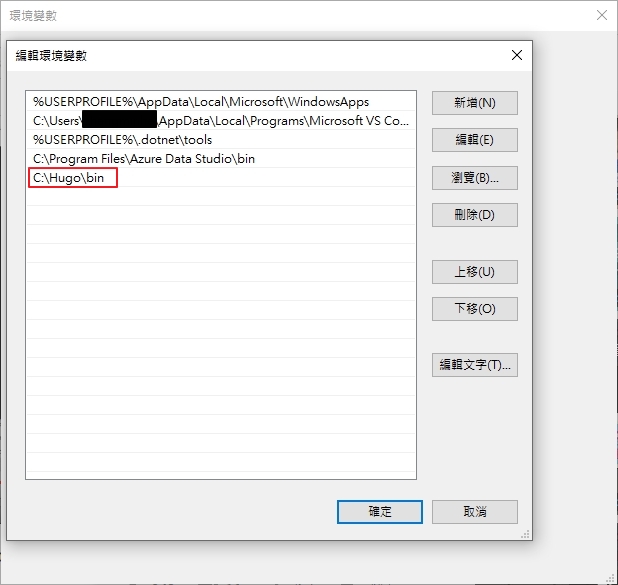 環境變數
編輯環境變數
%USERPROFILE%\AppData\Local\Microsoft\WindowsApps
C:\Users\ \AppData\Local\Programs\Microsoft VS Co...
%USERPROFILE%\.dotnet\tools
C:\Program Files\Azure Data Studio\bin
C:\Hugo\bin
新增(N)
編輯(E)
瀏覽(B)...
刪除(D)
上移(U)
下移(O)
編輯文字(T)...
確定
取消